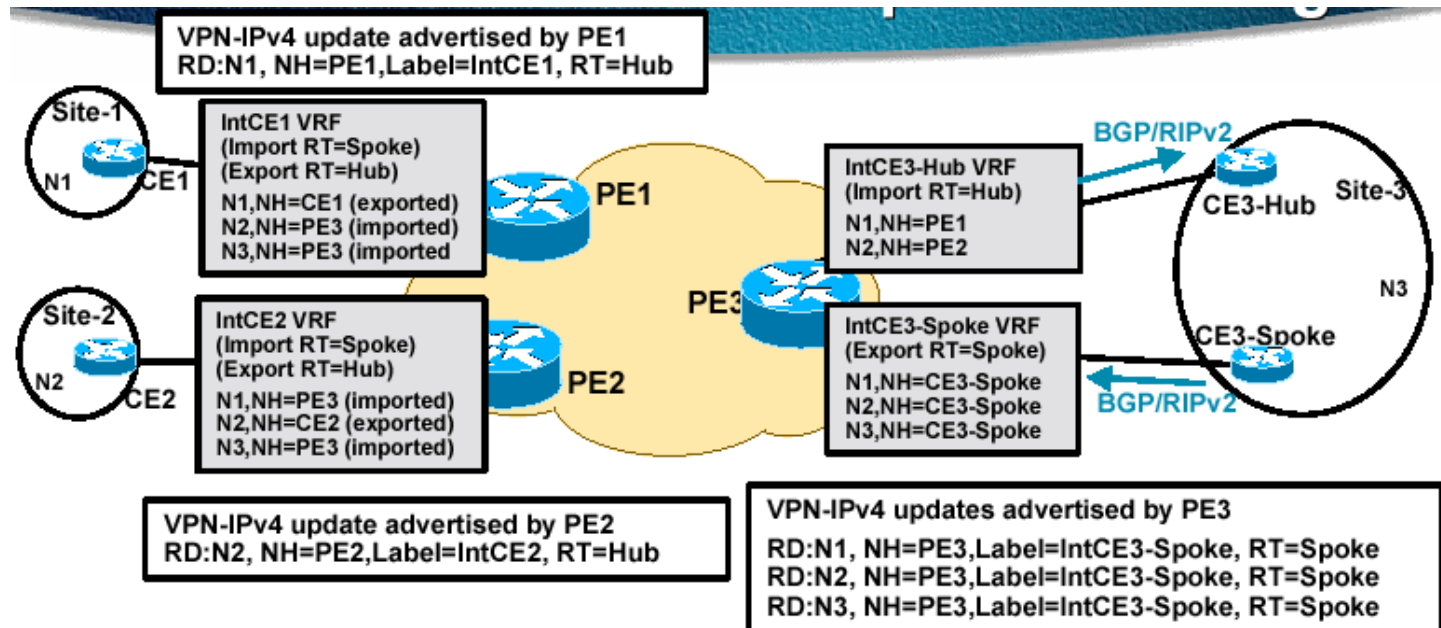 VPN-IPv4 update advertised by PE1
RD:N1, NH=PE1,Label=IntCE1, RT=Hub
Site-1
N1
CE1
IntCE1 VRF
(Import RT=Spoke)
(Export RT=Hub)
N1,NH=CE1 (exported)
N2,NH=PE3 (imported)
N3,NH=PE3 (imported
PE1
BGP/RIPv2
IntCE3-Hub VRF
(Import RT=Hub)
N1,NH=PE1
N2,NH=PE2
CE3-Hub
Site-3
N3
Site-2
N2
CE2
IntCE2 VRF
(Import RT=Spoke)
(Export RT=Hub)
N1,NH=PE3 (imported)
N2,NH=CE2 (exported)
N3,NH=PE3 (imported)
PE2
PE3
IntCE3-Spoke VRF
(Export RT=Spoke)
N1,NH=CE3-Spoke
N2,NH=CE3-Spoke
N3,NH=CE3-Spoke
CE3-Spoke
BGP/RIPv2
VPN-IPv4 update advertised by PE2
RD:N2, NH=PE2,Label=IntCE2, RT=Hub
VPN-IPv4 updates advertised by PE3
RD:N1, NH=PE3,Label=IntCE3-Spoke, RT=Spoke
RD:N2, NH=PE3,Label=IntCE3-Spoke, RT=Spoke
RD:N3, NH=PE3,Label=IntCE3-Spoke, RT=Spoke